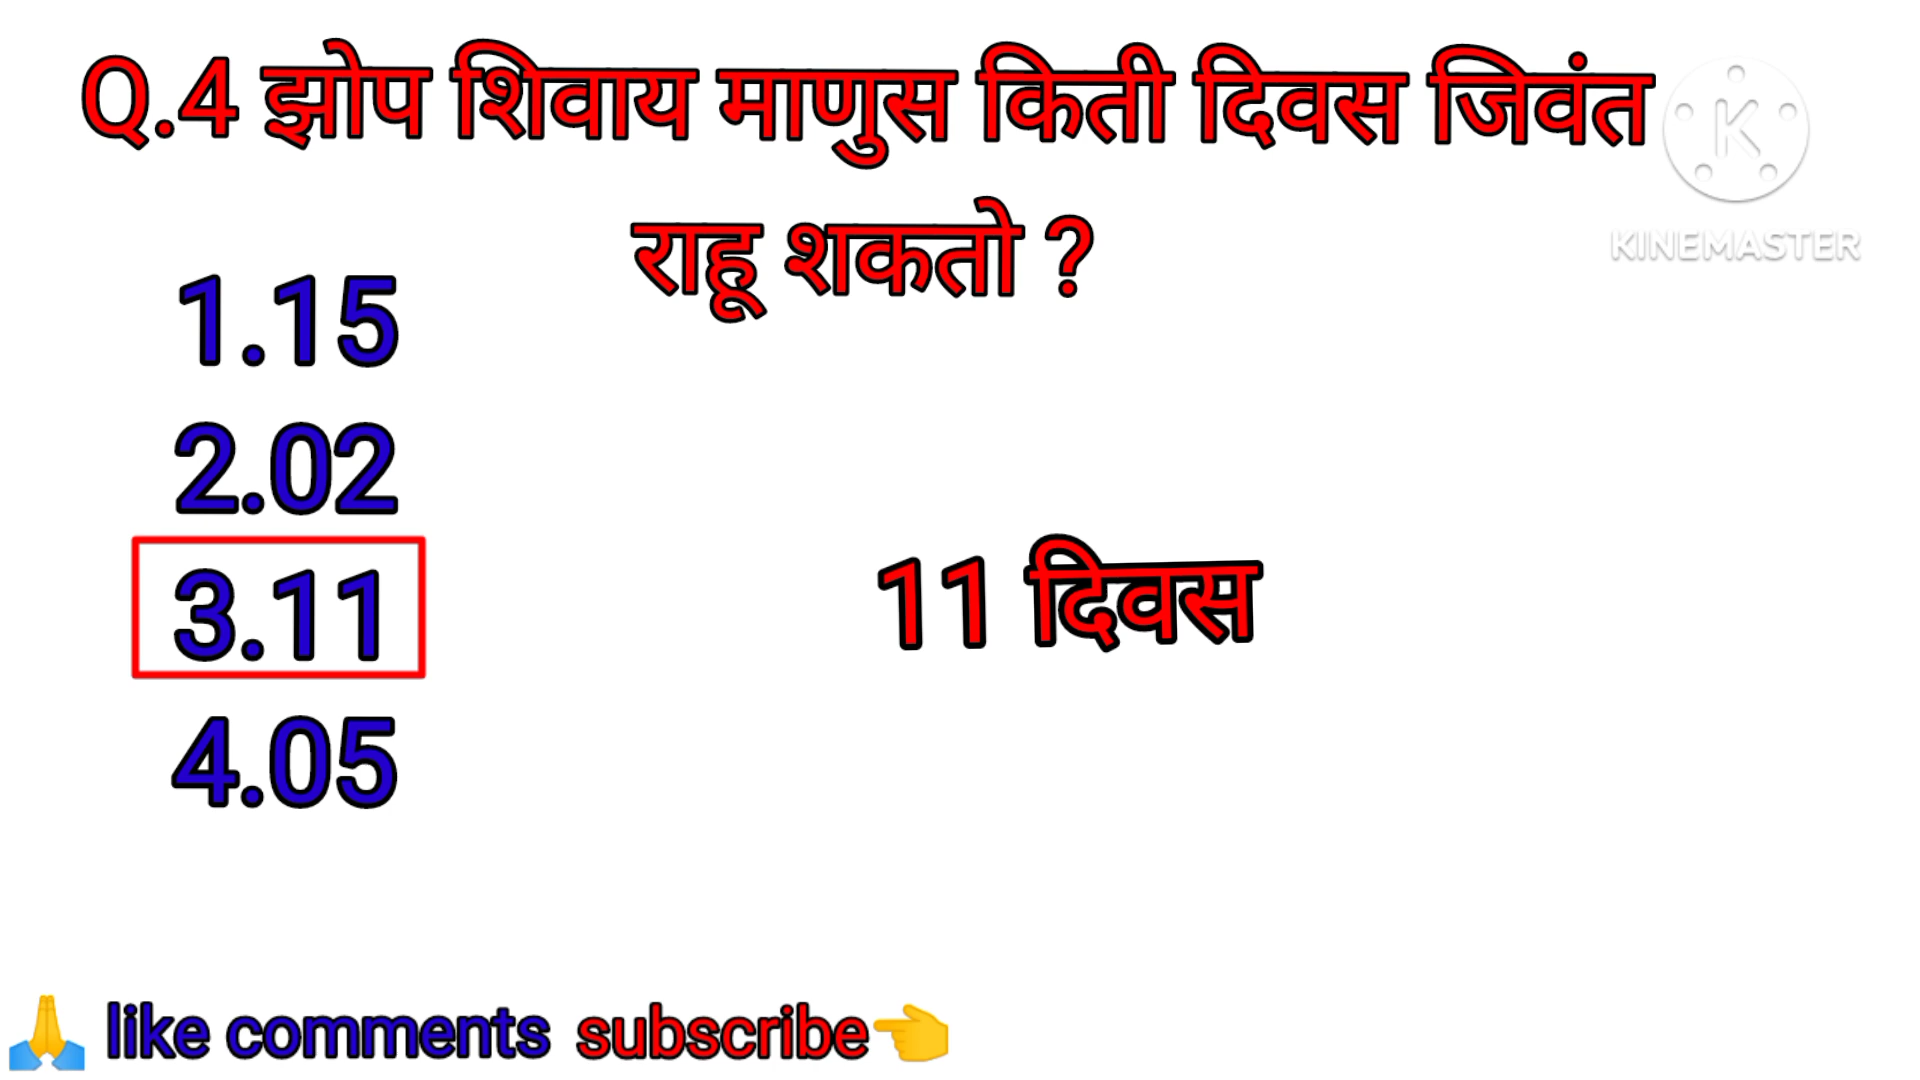 Q.4 झोप शिवाय माणुस किती दिवस जिवंत
राहू शकतो ?
KINEMASTER
1.15
2.02
3.11
11 दिवस
4.05
🙏 like comments subscribe👈